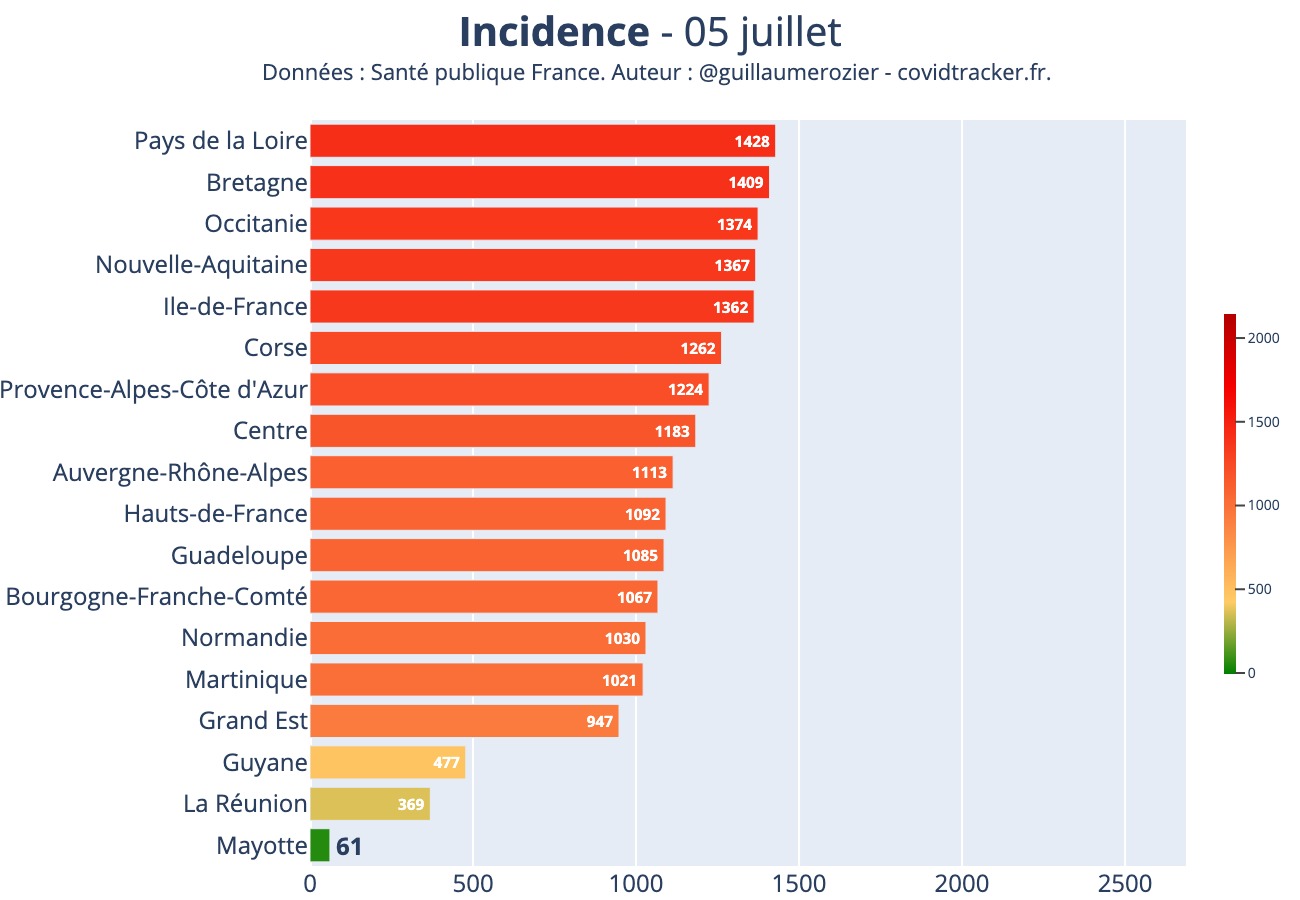 Incidence - 05 juillet
Données : Santé publique France. Auteur : @guillaumerozier - covidtracker.fr.
Pays de la Loire 1428
Bretagne 1409
Occitanie 1374
Nouvelle-Aquitaine 1367
Ile-de-France 1362
Corse 1262
Provence-Alpes-Côte d'Azur 1224
Centre 1183
Auvergne-Rhône-Alpes 1113
Hauts-de-France 1092
Guadeloupe 1085
Bourgogne-Franche-Comté 1067
Normandie 1030
Martinique 1021
Grand Est 947
Guyane 477
La Réunion 369
Mayotte 61
0 500 1000 1500 2000 2500
2000
1500
1000
500
0